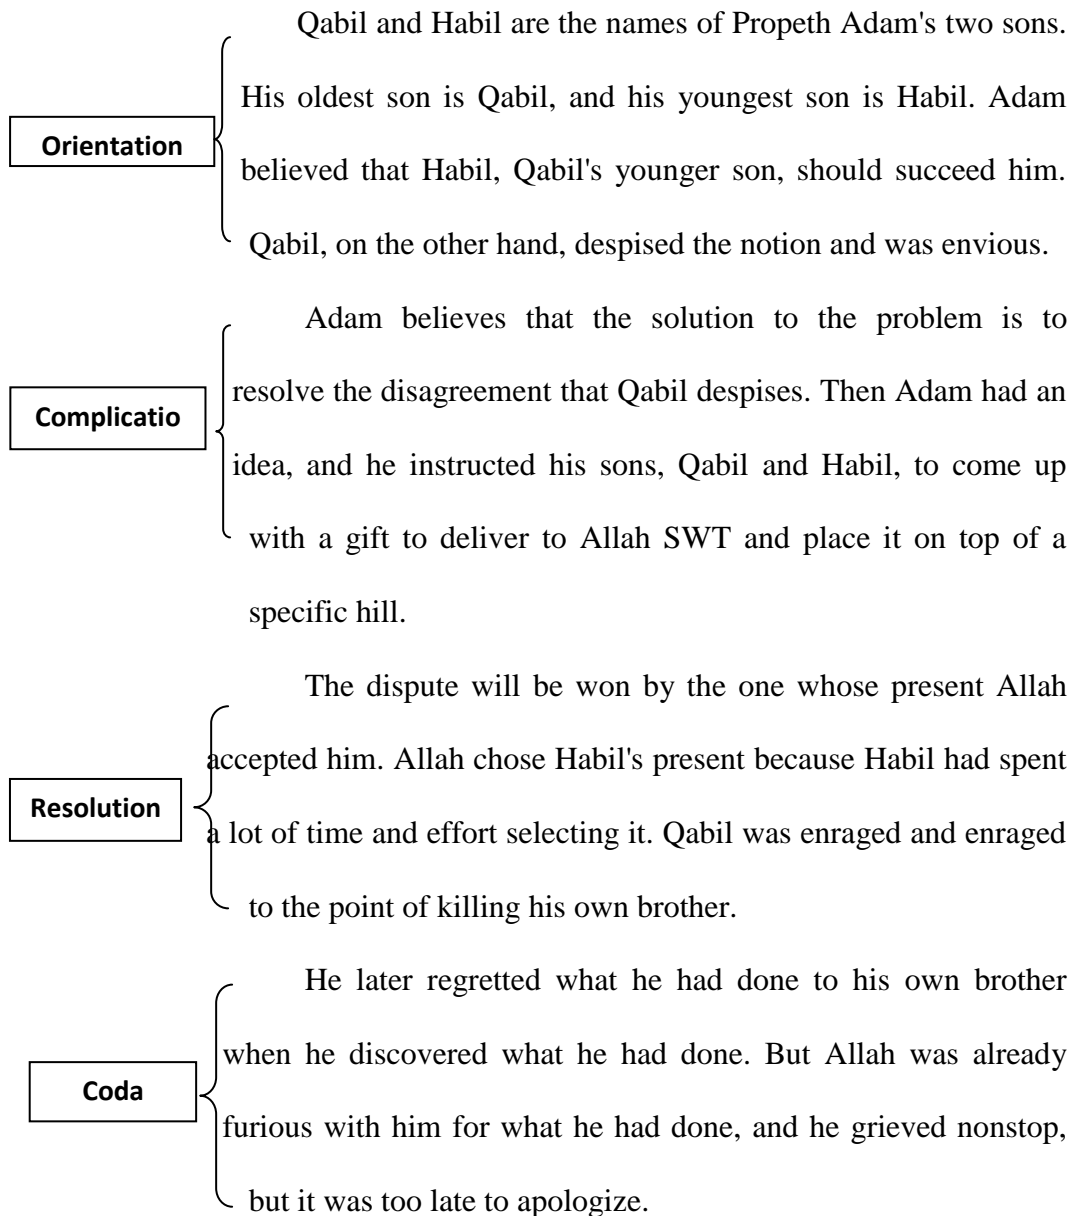 Qabil and Habil are the names of Propeth Adam's two sons.
His oldest son is Qabil, and his youngest son is Habil. Adam
Orientation
believed that Habil, Qabil's younger son, should succeed him.
Qabil, on the other hand, despised the notion and was envious.
Adam believes that the solution to the problem is to
resolve the disagreement that Qabil despises. Then Adam had an
Complicatio
idea, and he instructed his sons, Qabil and Habil, to come up
with a gift to deliver to Allah SWT and place it on top of a
specific hill.
The dispute will be won by the one whose present Allah
accepted him. Allah chose Habil's present because Habil had spent
Resolution
a lot of time and effort selecting it. Qabil was enraged and enraged
to the point of killing his own brother.
He later regretted what he had done to his own brother
when he discovered what he had done. But Allah was already
Coda
furious with him for what he had done, and he grieved nonstop,
but it was too late to apologize.